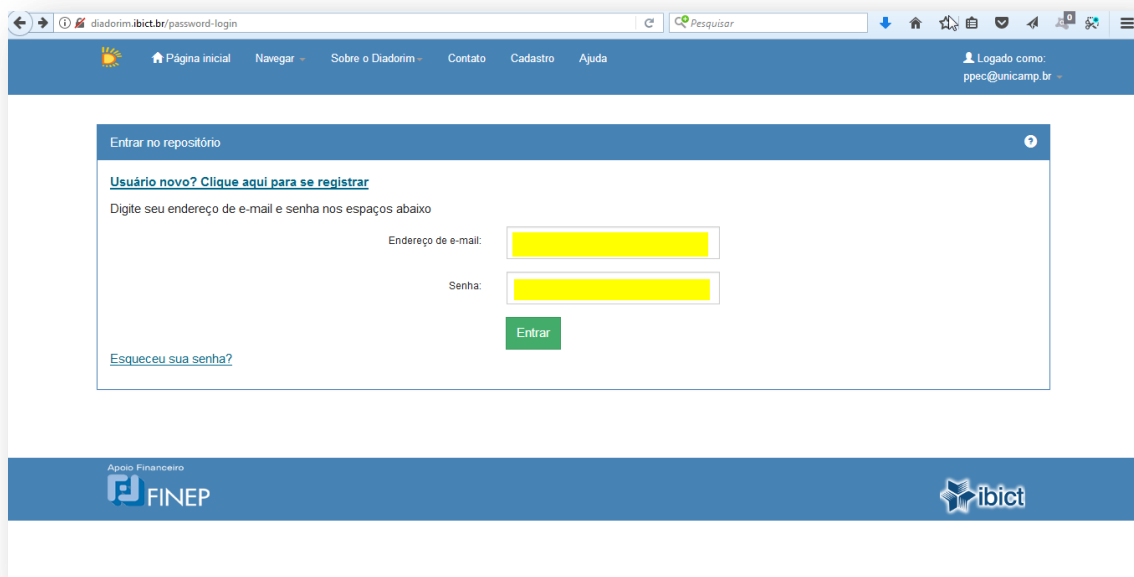 diadorim.ibict.br/password-login
Pesquisar
0
Página inicial Navegar Sobre o Diadorim Contato Cadastro Ajuda
Logado como:
ppec@unicamp.br
Entrar no repositório
?
Usuário novo? Clique aqui para se registrar
Digite seu endereço de e-mail e senha nos espaços abaixo
Endereço de e-mail:
Senha:
Entrar
Esqueceu sua senha?
Apoio Financeiro
FINEP
ibict